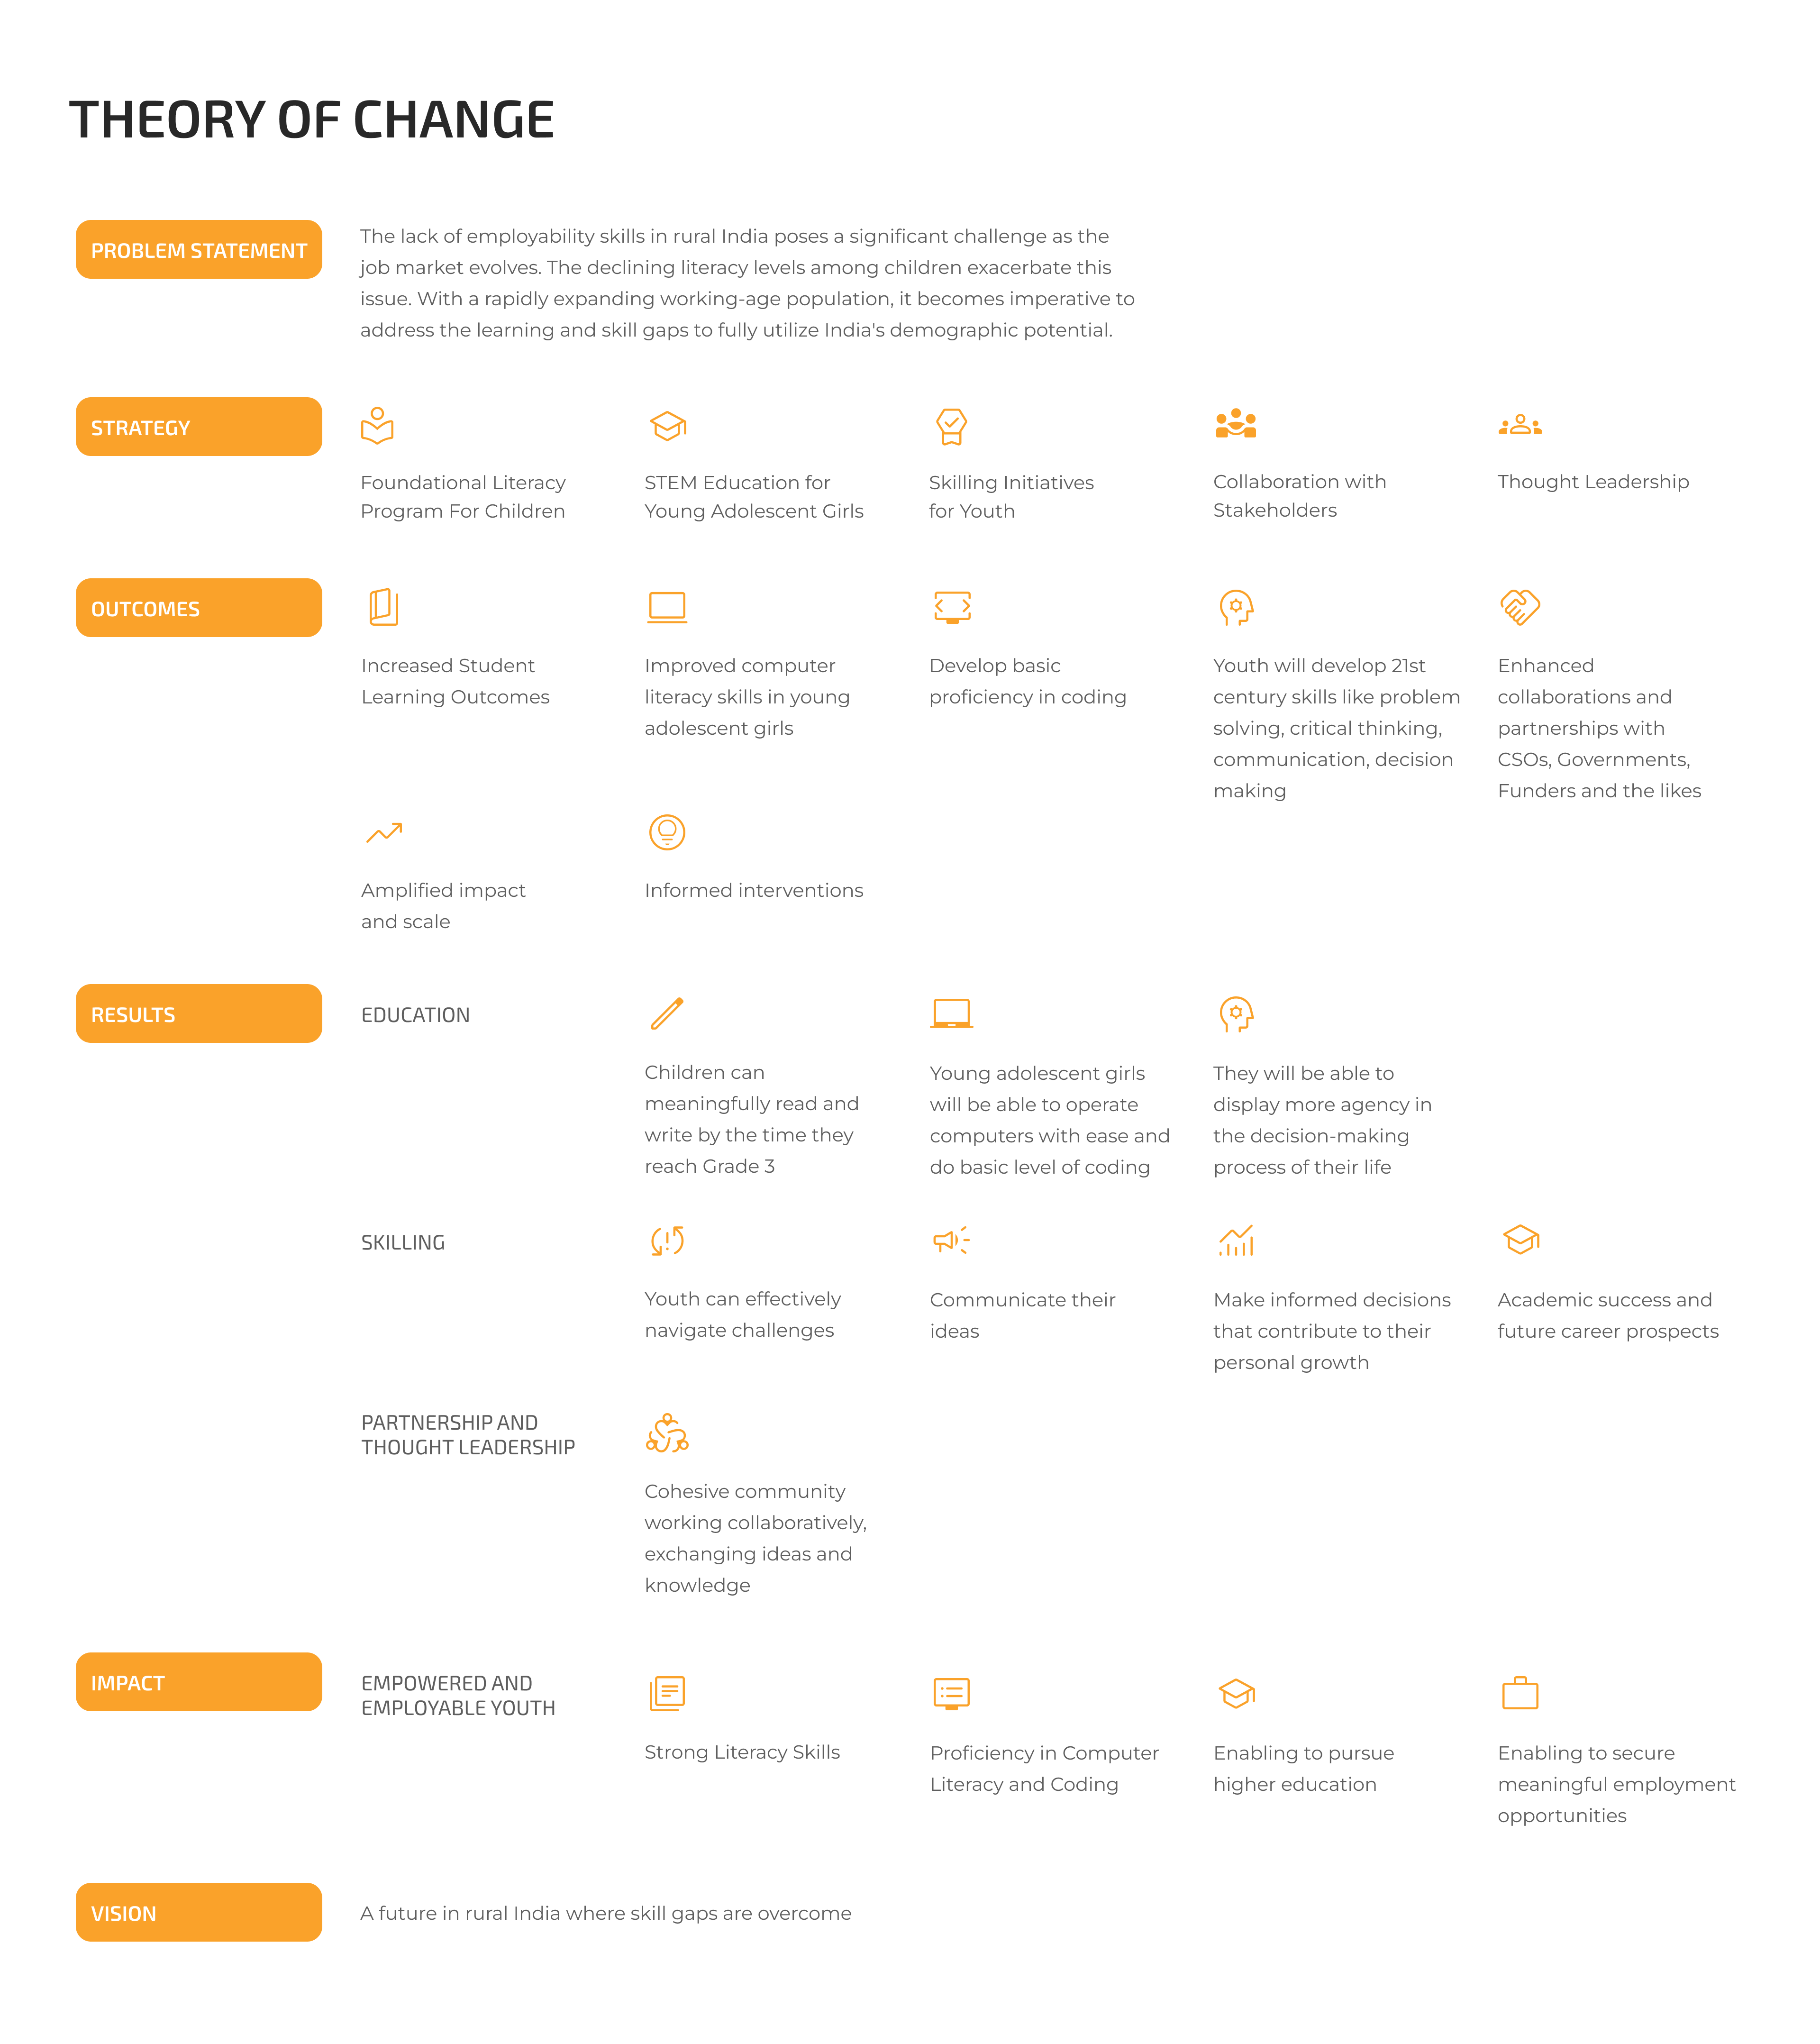 THEORY OF CHANGE
PROBLEM STATEMENT
The lack of employability skills in rural India poses a significant challenge as the
job market evolves. The declining literacy levels among children exacerbate this
issue. With a rapidly expanding working-age population, it becomes imperative to
address the learning and skill gaps to fully utilize India's demographic potential.
STRATEGY
Foundational Literacy
Program For Children
STEM Education for
Young Adolescent Girls
Skilling Initiatives
for Youth
Collaboration with
Stakeholders
Thought Leadership
OUTCOMES
Increased Student
Learning Outcomes
Improved computer
literacy skills in young
adolescent girls
Develop basic
proficiency in coding
Youth will develop 21st
century skills like problem
solving, critical thinking,
communication, decision
making
Enhanced
collaborations and
partnerships with
CSOs, Governments,
Funders and the likes
Amplified impact
and scale
Informed interventions
RESULTS
EDUCATION
Children can
meaningfully read and
write by the time they
reach Grade 3
Young adolescent girls
will be able to operate
computers with ease and
do basic level of coding
They will be able to
display more agency in
the decision-making
process of their life
SKILLING
Youth can effectively
navigate challenges
Communicate their
ideas
Make informed decisions
that contribute to their
personal growth
Academic success and
future career prospects
PARTNERSHIP AND
THOUGHT LEADERSHIP
Cohesive community
working collaboratively,
exchanging ideas and
knowledge
IMPACT
EMPOWERED AND
EMPLOYABLE YOUTH
Strong Literacy Skills
Proficiency in Computer
Literacy and Coding
Enabling to pursue
higher education
Enabling to secure
meaningful employment
opportunities
VISION
A future in rural India where skill gaps are overcome